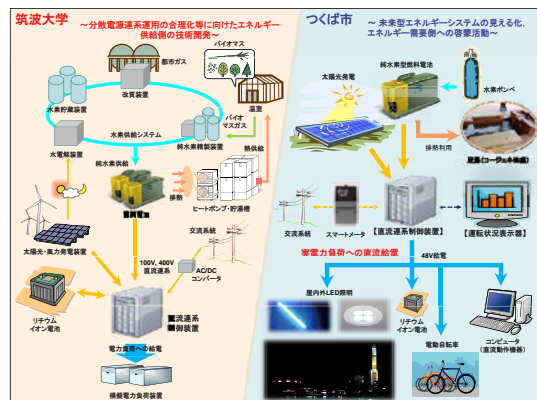 筑波大学
～分散電源連系運用の合理化等に向けたエネルギー
供給側の技術開発～
都市ガス
バイオマス
改質装置
水素貯蔵装置
温室
バイオ
マスガス
水素供給システム
純水素精製装置
水電解装置
純水素供給
熱供給
排熱
ヒートポンプ・貯湯槽
交流系統
太陽光・風力発電装置
100V, 400V
直流連系
AC/DC
コンバータ
リチウム
イオン電池
直流連系
制御装置
電力負荷への給電
模擬電力負荷装置
つくば市
～ 未来型エネルギーシステムの見える化,
エネルギー需要側への啓蒙活動～
太陽光発電
純水素型燃料電池
水素ボンベ
排熱利用
足湯(コージェネ体感)
交流系統
スマートメータ
【直流連系制御装置】
【運転状況表示器】
実電力負荷への直流給電
48V給電
屋内外LED照明
リチウム
イオン電池
電動自転車
コンピュータ
(直流動作機器)